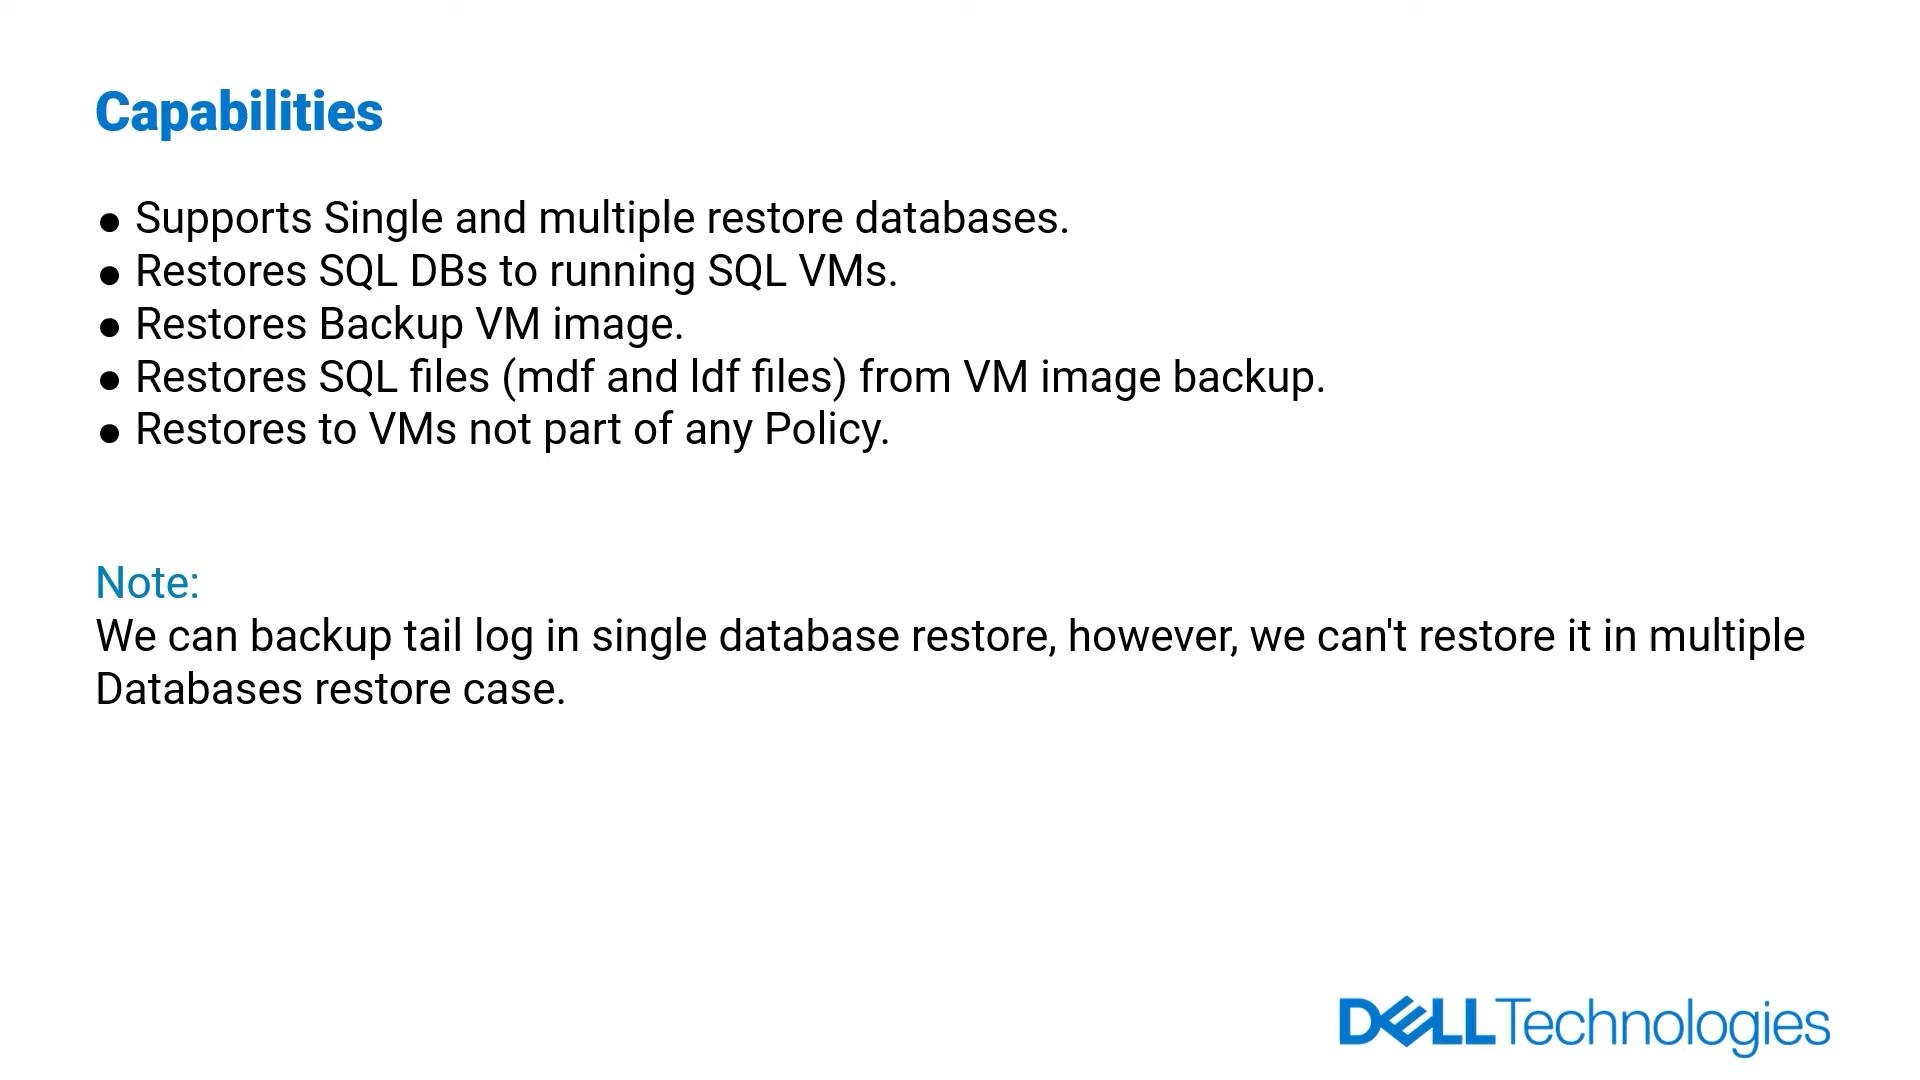 Capabilities
● Supports Single and multiple restore databases.
● Restores SQL DBs to running SQL VMs.
● Restores Backup VM image.
● Restores SQL files (mdf and ldf files) from VM image backup.
● Restores to VMs not part of any Policy.
Note:
We can backup tail log in single database restore, however, we can't restore it in multiple
Databases restore case.
DELL Technologies